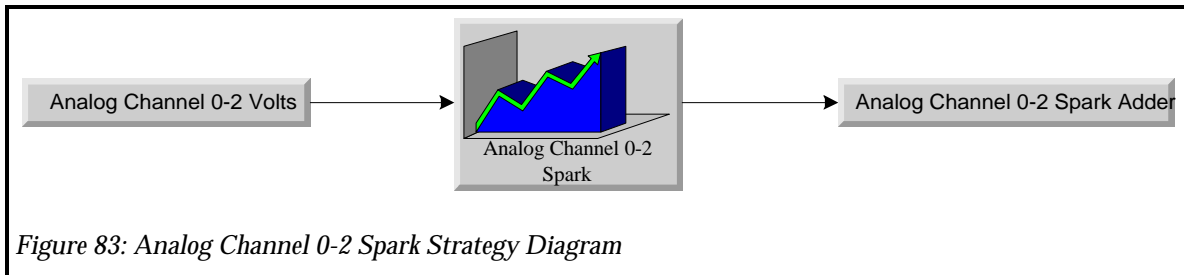 Analog Channel 0-2 Volts
Analog Channel 0-2
Spark
Analog Channel 0-2 Spark Adder
Figure 83: Analog Channel 0-2 Spark Strategy Diagram